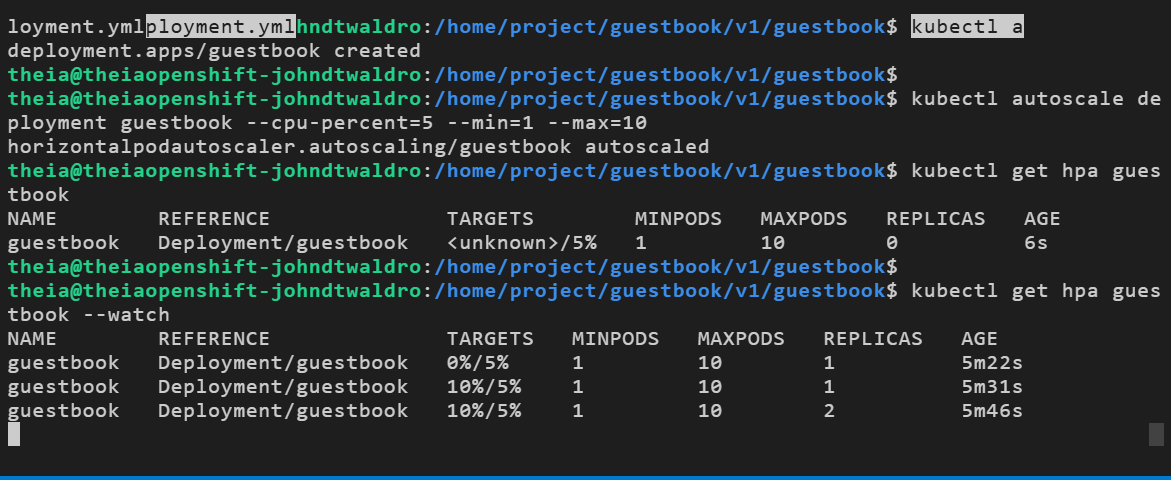 loyment.ymlployment.ymlhndtwaldro:/home/project/guestbook/v1/guestbook$ kubectl a
deployment.apps/guestbook created
theia@theiaopenshift-johndtwaldro:/home/project/guestbook/v1/guestbook$
theia@theiaopenshift-johndtwaldro:/home/project/guestbook/v1/guestbook$ kubectl autoscale de
ployment guestbook --cpu-percent=5 --min=1 --max=10
horizontalpodautoscaler.autoscaling/guestbook autoscaled
theia@theiaopenshift-johndtwaldro:/home/project/guestbook/v1/guestbook$ kubectl get hpa gues
tbook
NAME REFERENCE TARGETS MINPODS MAXPODS REPLICAS AGE
guestbook Deployment/guestbook <unknown>/5% 1 10 0 6s
theia@theiaopenshift-johndtwaldro:/home/project/guestbook/v1/guestbook$
theia@theiaopenshift-johndtwaldro:/home/project/guestbook/v1/guestbook$ kubectl get hpa gues
tbook --watch
NAME REFERENCE TARGETS MINPODS MAXPODS REPLICAS AGE
guestbook Deployment/guestbook 0%/5% 1 10 1 5m22s
guestbook Deployment/guestbook 10%/5% 1 10 1 5m31s
guestbook Deployment/guestbook 10%/5% 1 10 2 5m46s